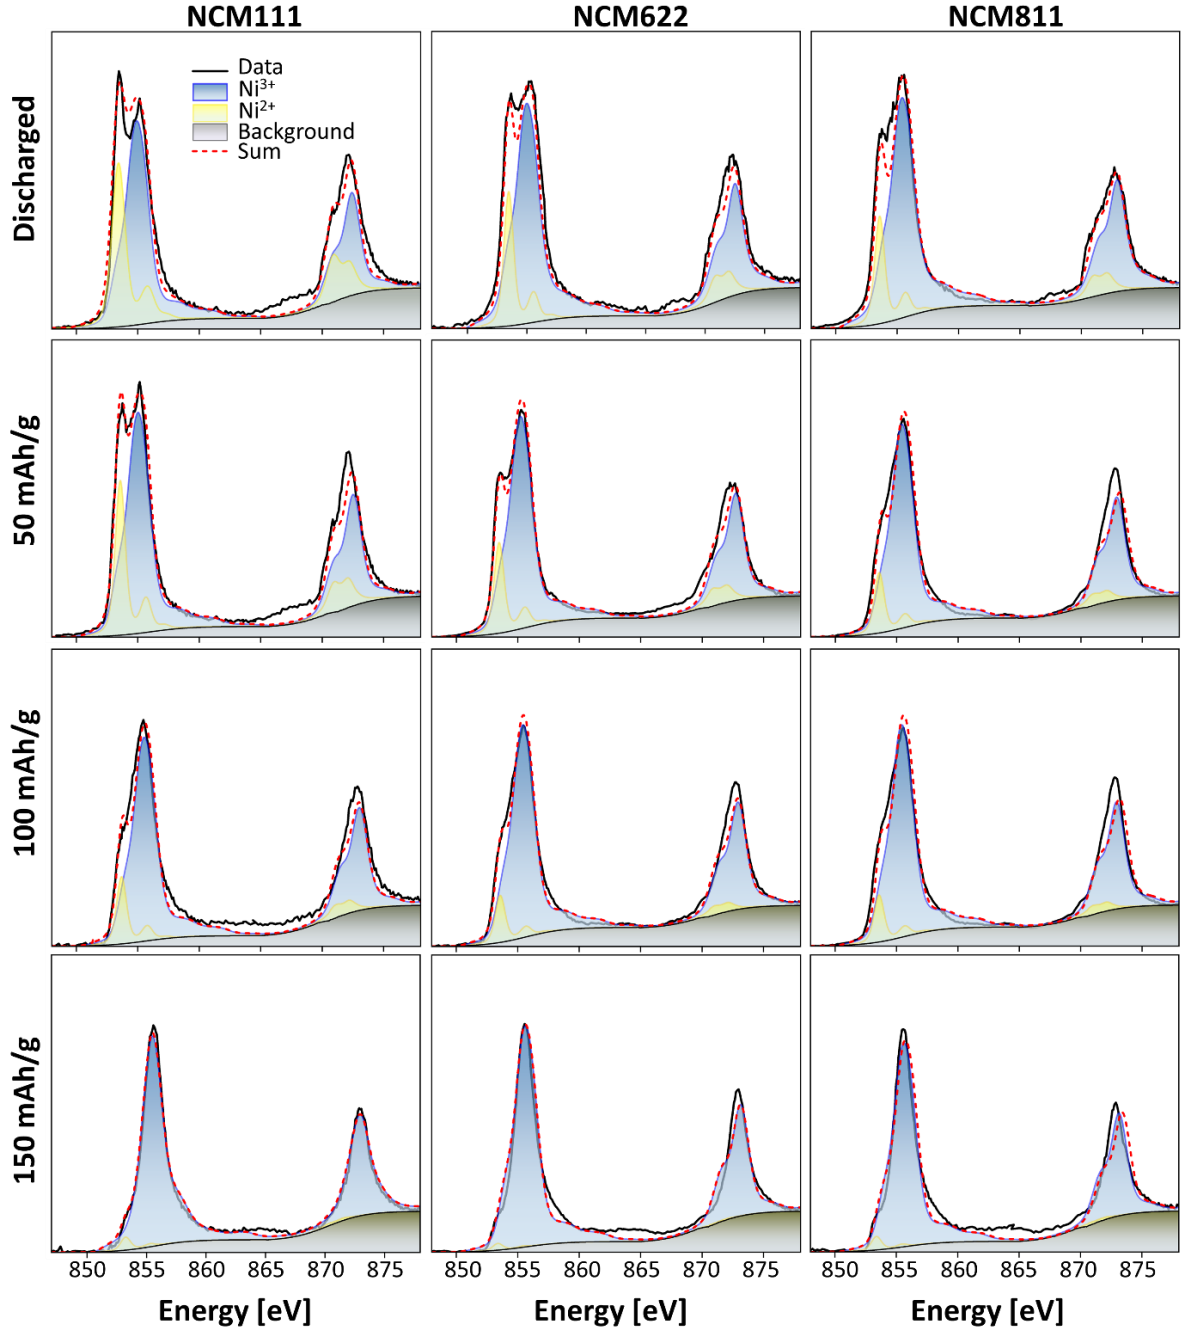 NCM111 NCM622 NCM811
Discharged
Data
Ni³⁺
Ni²⁺
Background
Sum
50 mAh/g
100 mAh/g
150 mAh/g
850 855 860 865 870 875 850 855 860 865 870 875 850 855 860 865 870 875
Energy [eV] Energy [eV] Energy [eV]